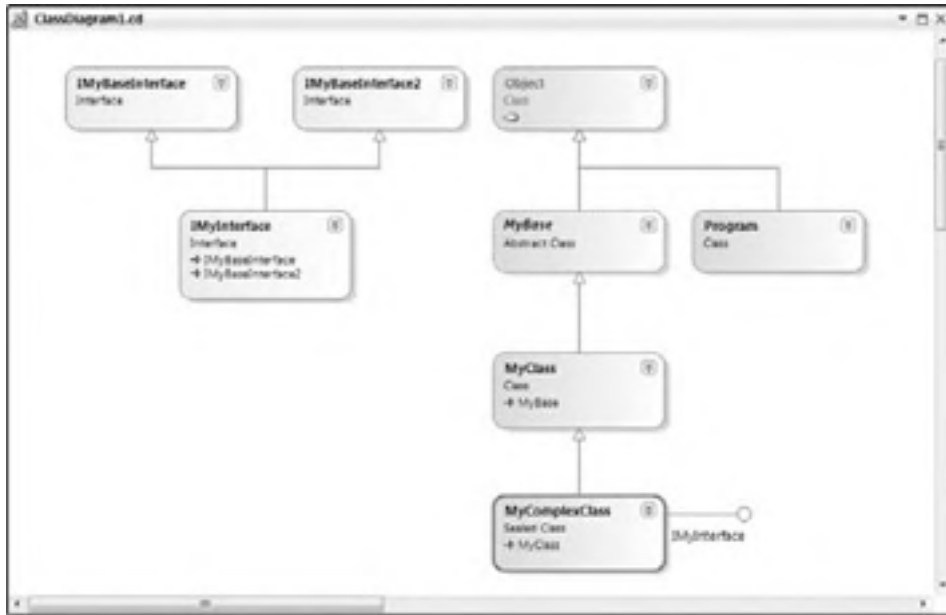 ClassDiagram1.cd
IMyBaseInterface
Interface
IMyBaseInterface2
Interface
Object
Class
IMyInterface
Interface
→ IMyBaseInterface
→ IMyBaseInterface2
MyBase
Abstract Class
Program
Class
MyClass
Class
→ MyBase
MyComplexClass
Sealed Class
→ MyClass
IMyInterface